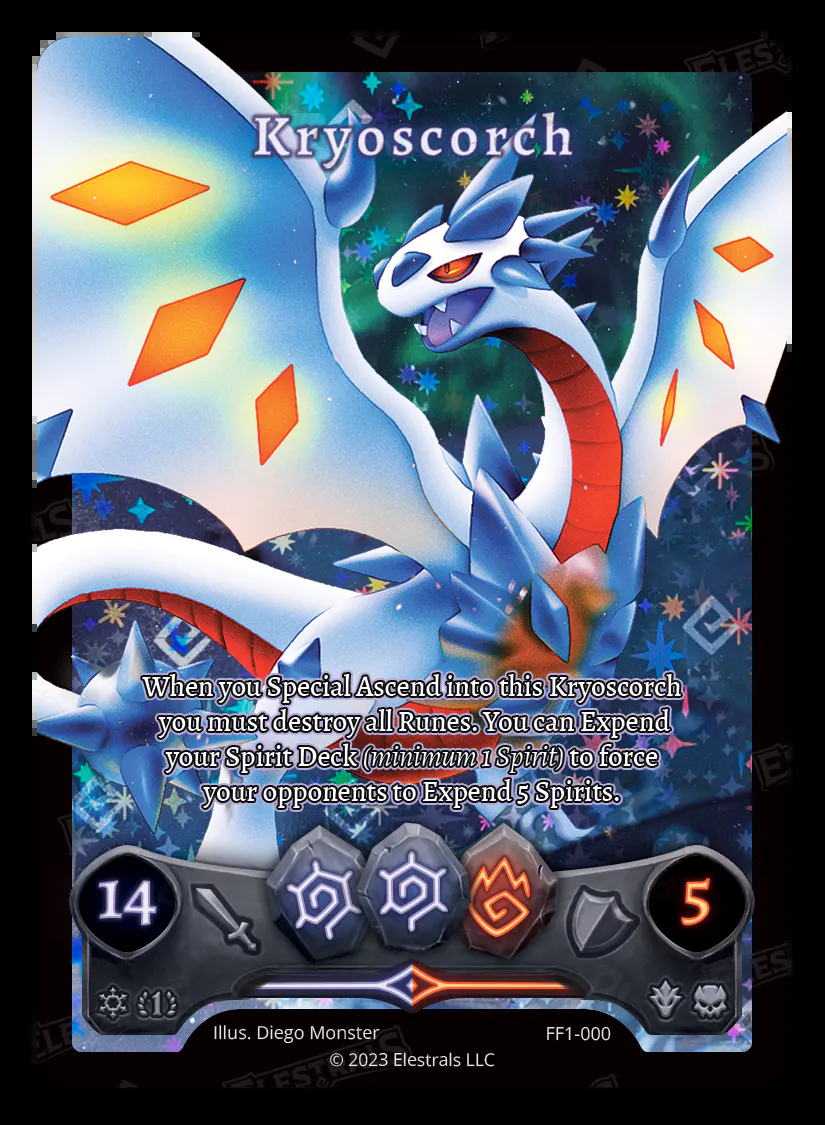 Kryoscorch
When you Special Ascend into this Kryoscorch
you must destroy all Runes. You can Expend
your Spirit Deck (minimum 1 Spirit) to force
your opponents to Expend 5 Spirits.
14
5
1
Illus. Diego Monster
FF1-000
© 2023 Elestrals LLC